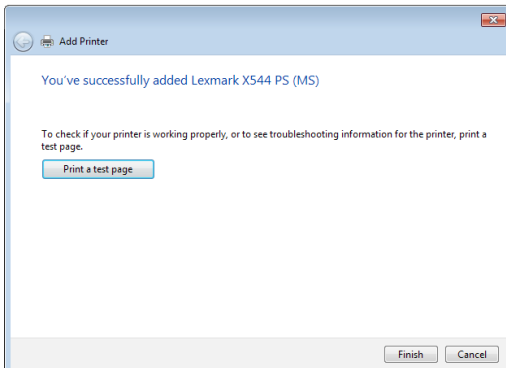 Add Printer
You've successfully added Lexmark X544 PS (MS)
To check if your printer is working properly, or to see troubleshooting information for the printer, print a
test page.
Print a test page
Finish Cancel